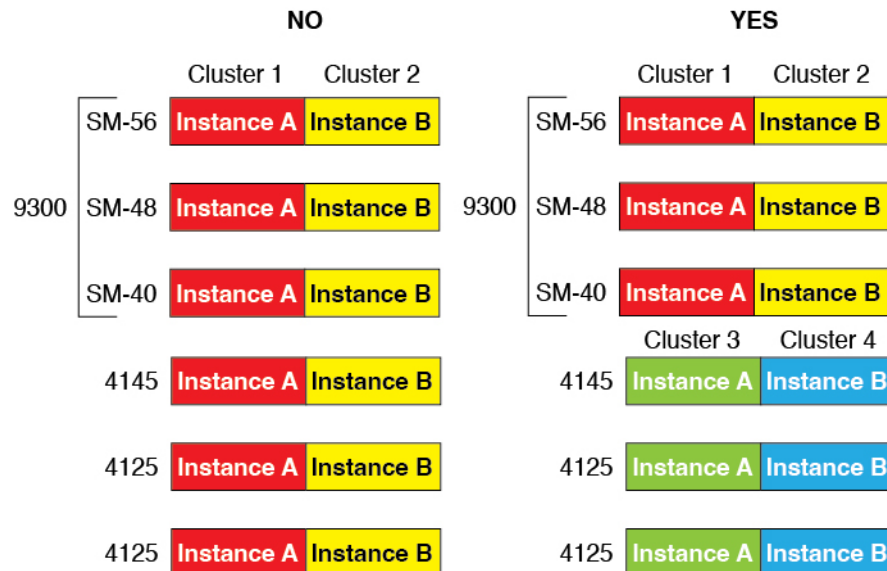 NO YES
Cluster 1 Cluster 2 Cluster 1 Cluster 2
SM-56 Instance A Instance B SM-56 Instance A Instance B
9300 SM-48 Instance A Instance B 9300 SM-48 Instance A Instance B
SM-40 Instance A Instance B SM-40 Instance A Instance B
Cluster 3 Cluster 4
4145 Instance A Instance B 4145 Instance A Instance B
4125 Instance A Instance B 4125 Instance A Instance B
4125 Instance A Instance B 4125 Instance A Instance B